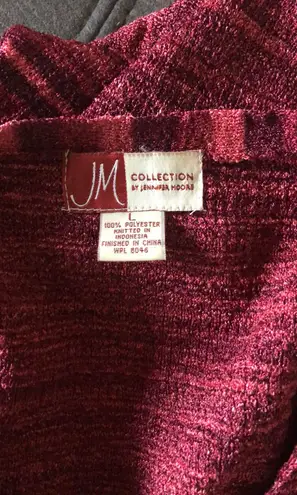 JM
COLLECTION
BY JENNIFER MOORE
L
100% POLYESTER
KNITTED IN
INDONESIA
FINISHED IN CHINA
WPL 8046